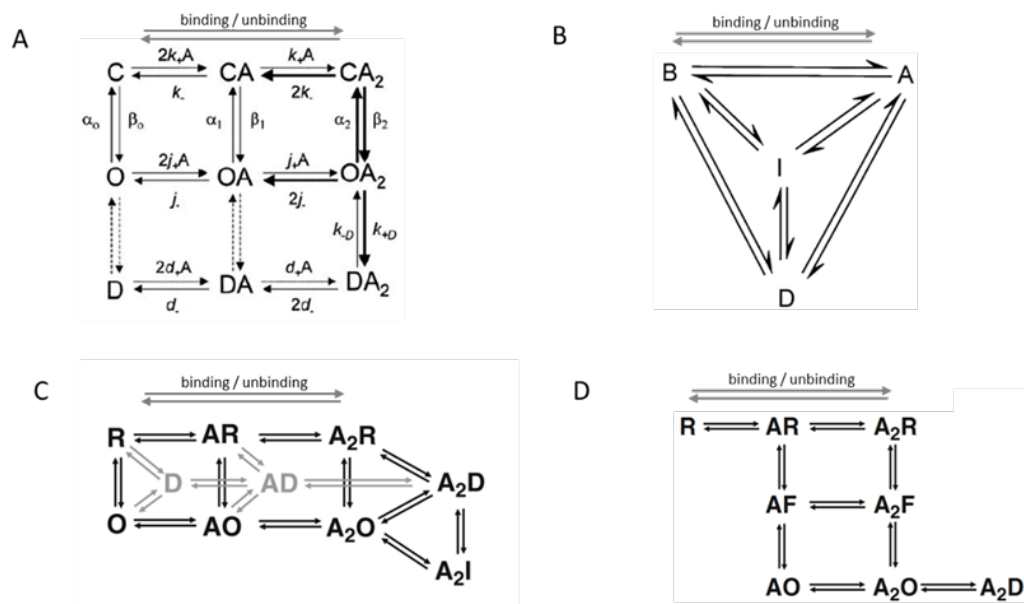 A
binding / unbinding
2k₊A k₊A
C CA CA₂
k₋ 2k₋
αₒ βₒ α₁ β₁ α₂ β₂
2j₊A j₊A
O OA OA₂
j₋ 2j₋
k₋D k₊D
2d₊A d₊A
D DA DA₂
d₋ 2d₋
B
binding / unbinding
B A
I
D
C
binding / unbinding
R AR A₂R
D AD A₂D
O AO A₂O
A₂I
D
binding / unbinding
R AR A₂R
AF A₂F
AO A₂O A₂D